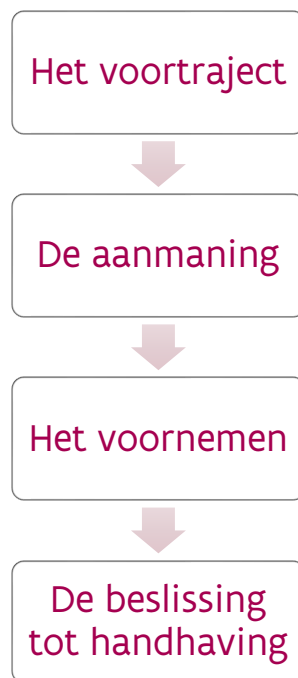 Het voortraject
De aanmaning
Het voornemen
De beslissing
tot handhaving